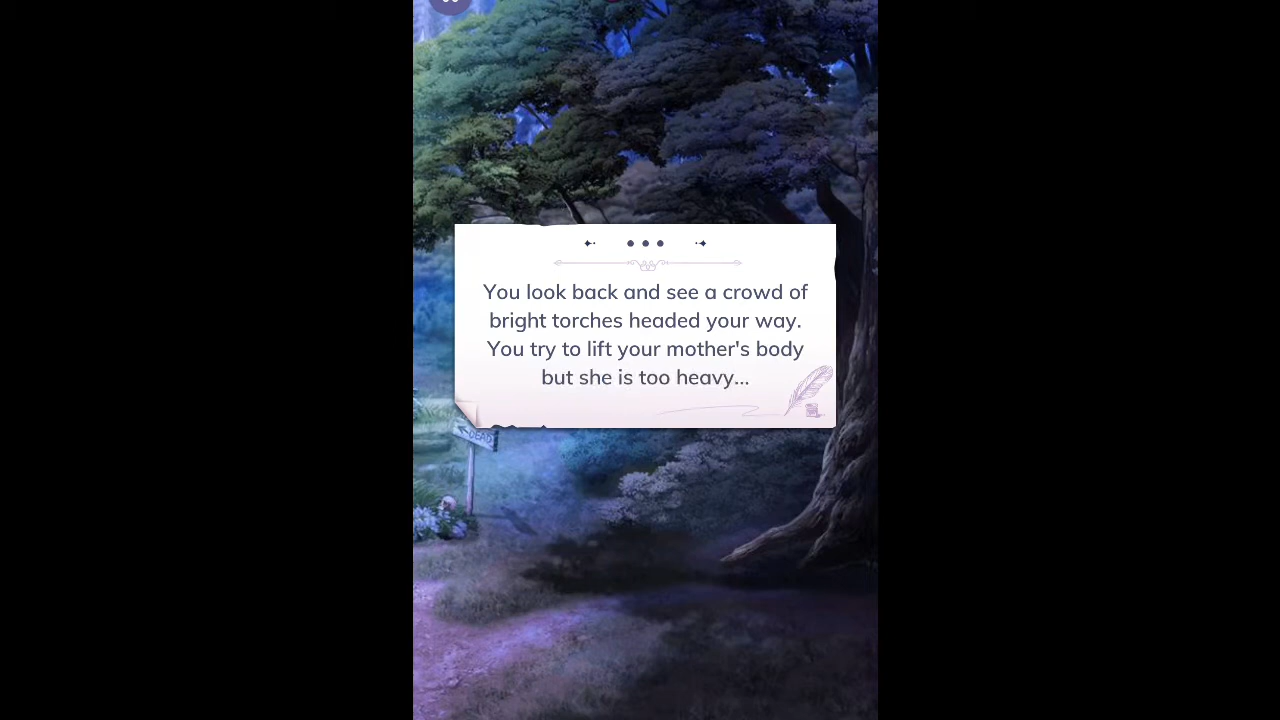 You look back and see a crowd of
bright torches headed your way.
You try to lift your mother's body
but she is too heavy...
DEAD